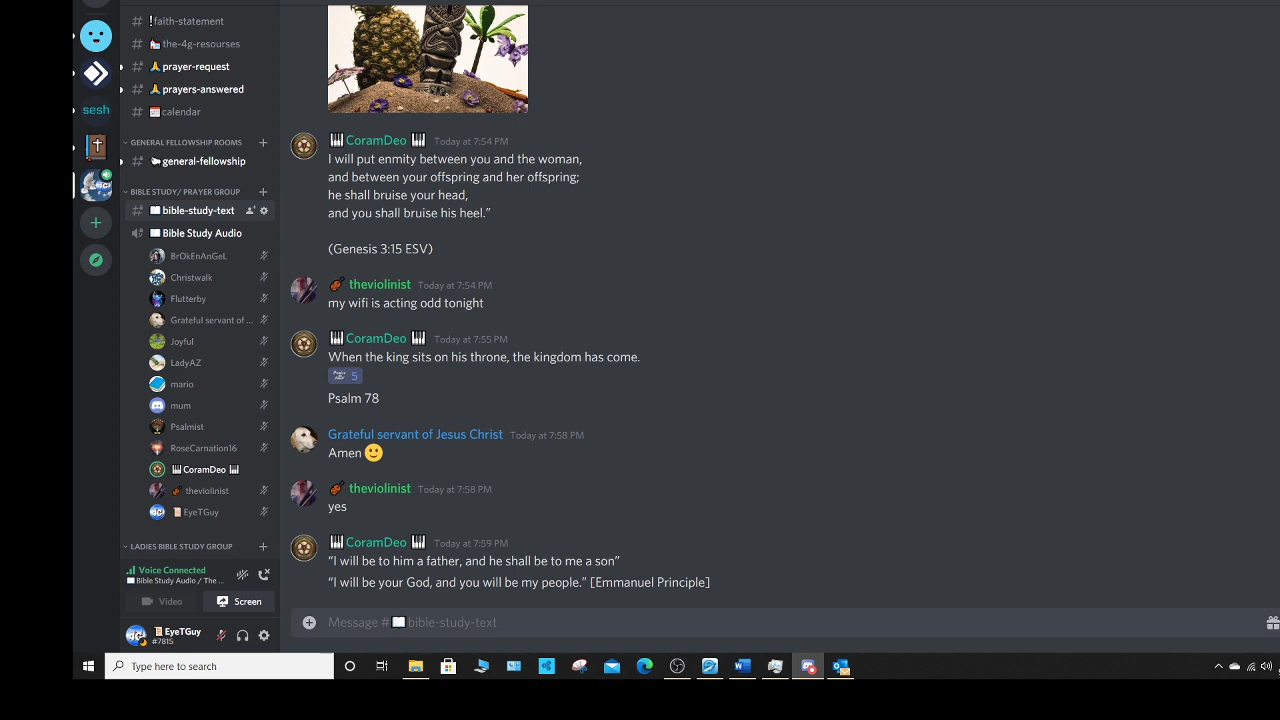 !faith-statement
the-4g-resourses
prayer-request
prayers-answered
calendar
GENERAL FELLOWSHIP ROOMS
general-fellowship
BIBLE STUDY/ PRAYER GROUP
bible-study-text
Bible Study Audio
BrOkEnAnGeL
Christwalk
Flutterby
Grateful servant of ...
Joyful
LadyAZ
mario
mum
Psalmist
RoseCarnation16
CoramDeo
theviolinist
EyeTGuy
LADIES BIBLE STUDY GROUP
Voice Connected
Bible Study Audio / The ...
Video
Screen
EyeTGuy
#7815
sesh
CoramDeo Today at 7:54 PM
I will put enmity between you and the woman,
and between your offspring and her offspring;
he shall bruise your head,
and you shall bruise his heel.”
(Genesis 3:15 ESV)
theviolinist Today at 7:54 PM
my wifi is acting odd tonight
CoramDeo Today at 7:55 PM
When the king sits on his throne, the kingdom has come.
5
Psalm 78
Grateful servant of Jesus Christ Today at 7:58 PM
Amen
theviolinist Today at 7:58 PM
yes
CoramDeo Today at 7:59 PM
“I will be to him a father, and he shall be to me a son”
“I will be your God, and you will be my people.” [Emmanuel Principle]
Message # bible-study-text
Type here to search